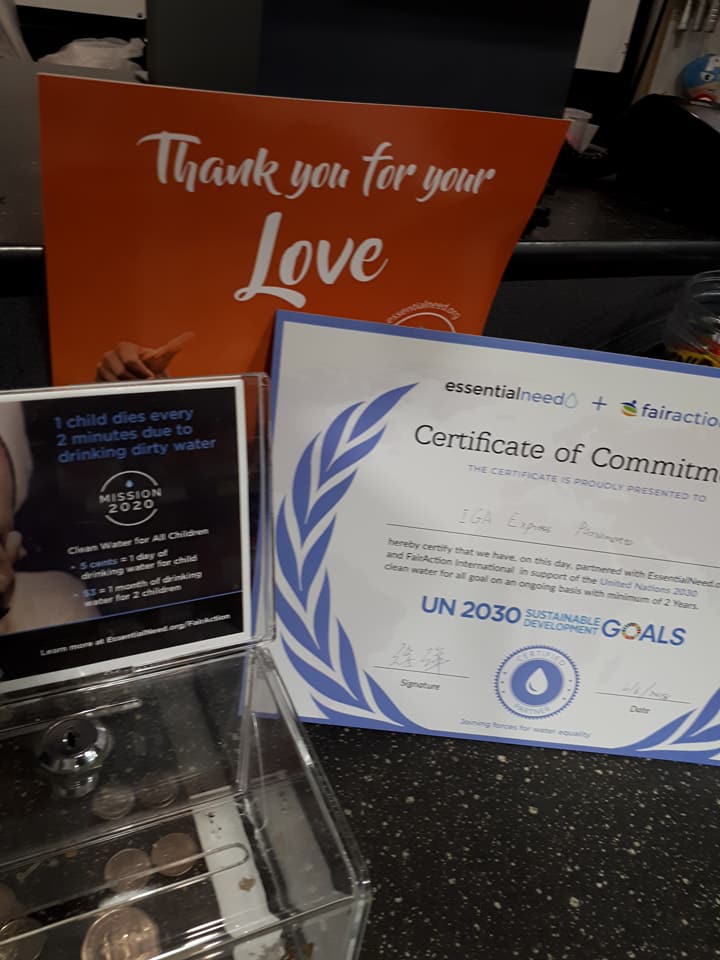 Thank you for your
Love
essentialneed.org
1 child dies every
2 minutes due to
drinking dirty water
MISSION
2020
Clean Water for All Children
• 5 cents = 1 day of
drinking water for child
• $3 = 1 month of drinking
water for 2 children
Learn more at EssentialNeed.org/FairAction
essentialneed + fairactio
Certificate of Commitm
THE CERTIFICATE IS PROUDLY PRESENTED TO
IGA Express
hereby certify that we have, on this day, partnered with EssentialNeed.o
and FairAction International in support of the United Nations 2030
clean water for all goal on an ongoing basis with minimum of 2 Years.
UN 2030 SUSTAINABLE DEVELOPMENT GOALS
CERTIFIED
PARTNER
Signature
Date
Joining forces for water equality